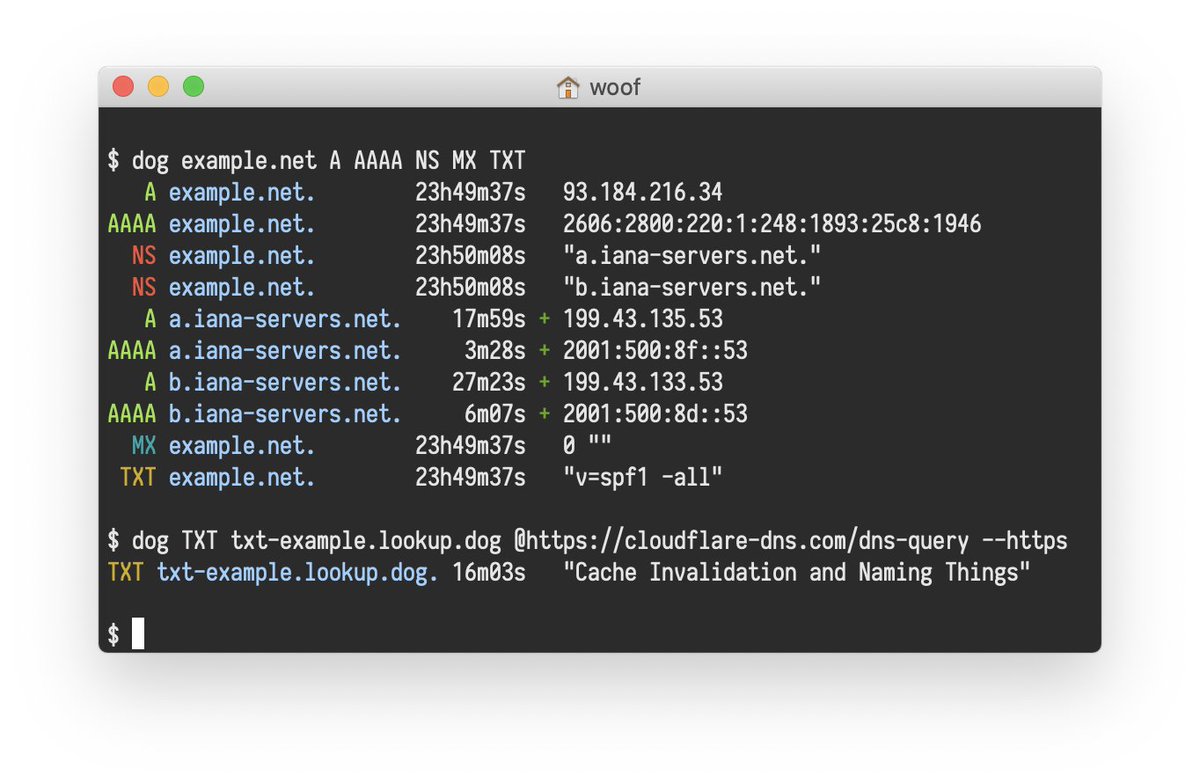 woof
$ dog example.net A AAAA NS MX TXT
A example.net. 23h49m37s 93.184.216.34
AAAA example.net. 23h49m37s 2606:2800:220:1:248:1893:25c8:1946
NS example.net. 23h50m08s "a.iana-servers.net."
NS example.net. 23h50m08s "b.iana-servers.net."
A a.iana-servers.net. 17m59s + 199.43.135.53
AAAA a.iana-servers.net. 3m28s + 2001:500:8f::53
A b.iana-servers.net. 27m23s + 199.43.133.53
AAAA b.iana-servers.net. 6m07s + 2001:500:8d::53
MX example.net. 23h49m37s 0 ""
TXT example.net. 23h49m37s "v=spf1 -all"
$ dog TXT txt-example.lookup.dog @https://cloudflare-dns.com/dns-query --https
TXT txt-example.lookup.dog. 16m03s "Cache Invalidation and Naming Things"
$